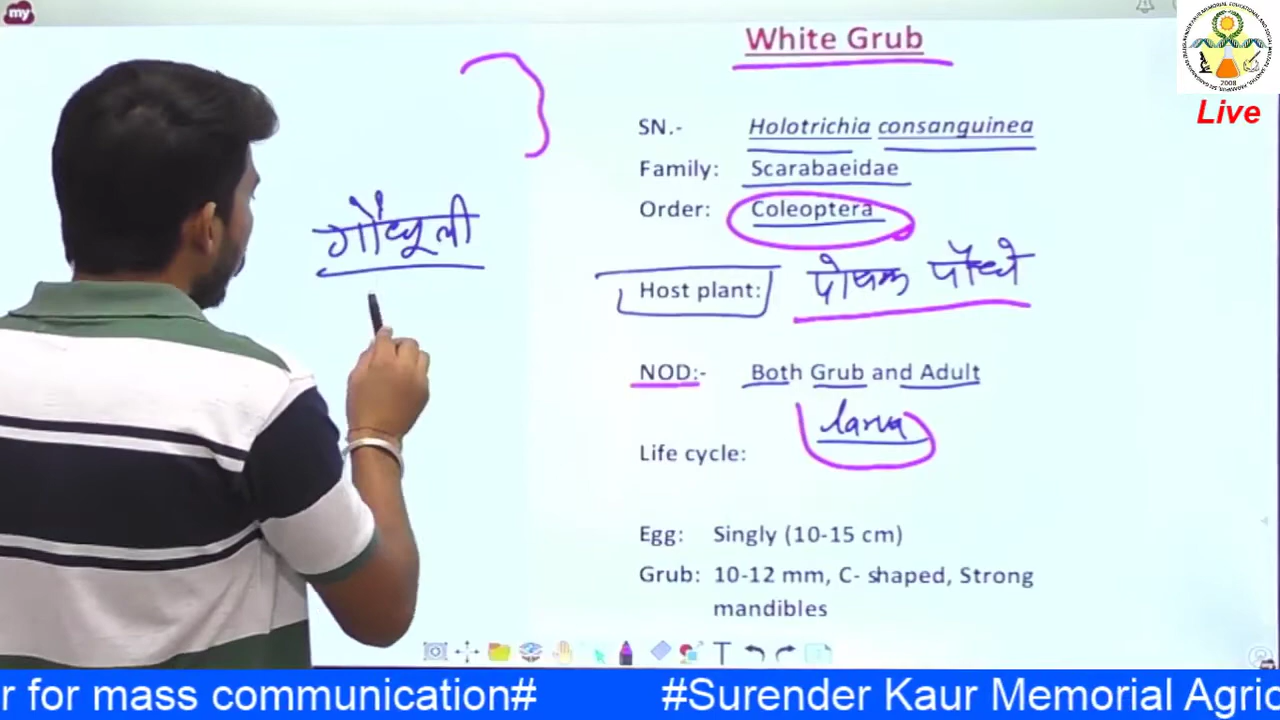 my
White Grub
Live
SN.- Holotrichia consanguinea
Family: Scarabaeidae
Order: Coleoptera
गौधूली
Host plant: पोषक पौधे
NOD:- Both Grub and Adult
larva
Life cycle:
Egg: Singly (10-15 cm)
Grub: 10-12 mm, C- shaped, Strong
mandibles
2008
r for mass communication# #Surender Kaur Memorial Agric